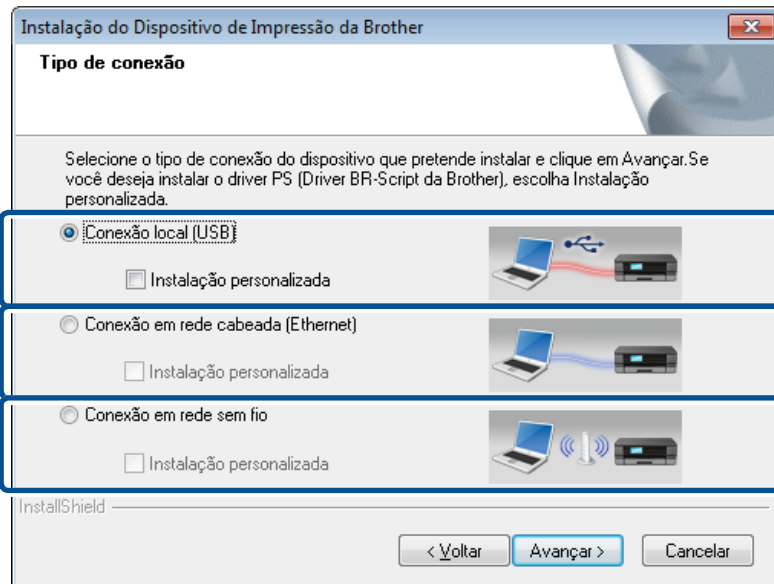 Instalação do Dispositivo de Impressão da Brother
Tipo de conexão
Selecione o tipo de conexão do dispositivo que pretende instalar e clique em Avançar.Se
você deseja instalar o driver PS (Driver BR-Script da Brother), escolha Instalação
personalizada.
Conexão local (USB)
Instalação personalizada
Conexão em rede cabeada (Ethernet)
Instalação personalizada
Conexão em rede sem fio
Instalação personalizada
InstallShield
< Voltar
Avançar >
Cancelar